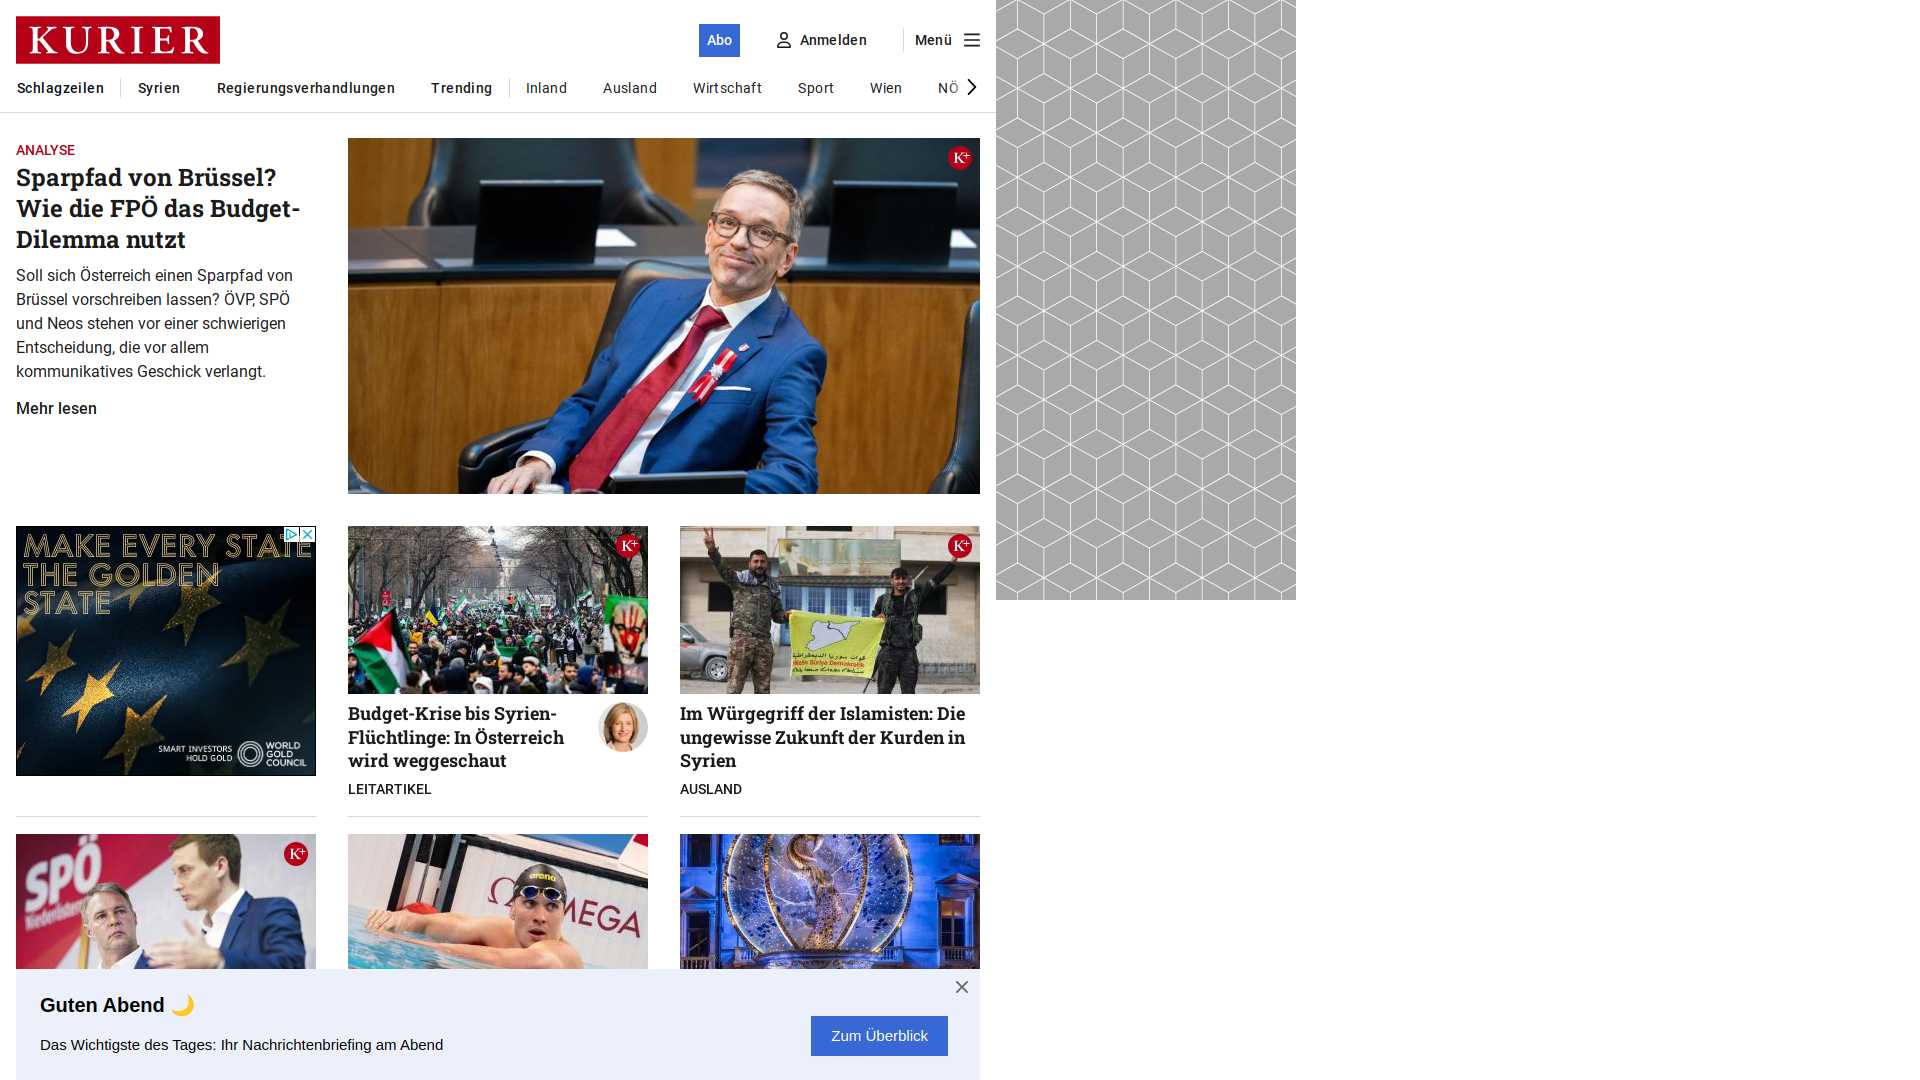 KURIER
Abo
Anmelden
Menü
Schlagzeilen
Syrien
Regierungsverhandlungen
Trending
Inland
Ausland
Wirtschaft
Sport
Wien
NÖ
ANALYSE
Sparpfad von Brüssel?
Wie die FPÖ das Budget-
Dilemma nutzt
Soll sich Österreich einen Sparpfad von
Brüssel vorschreiben lassen? ÖVP, SPÖ
und Neos stehen vor einer schwierigen
Entscheidung, die vor allem
kommunikatives Geschick verlangt.
Mehr lesen
K+
MAKE EVERY STATE
THE GOLDEN
STATE
SMART INVESTORS
HOLD GOLD
WORLD
GOLD
COUNCIL
K+
Budget-Krise bis Syrien-
Flüchtlinge: In Österreich
wird weggeschaut
LEITARTIKEL
K+
Im Würgegriff der Islamisten: Die
ungewisse Zukunft der Kurden in
Syrien
AUSLAND
SPÖ
Niederösterreich
K+
arena
OMEGA
Guten Abend 🌙
Das Wichtigste des Tages: Ihr Nachrichtenbriefing am Abend
Zum Überblick